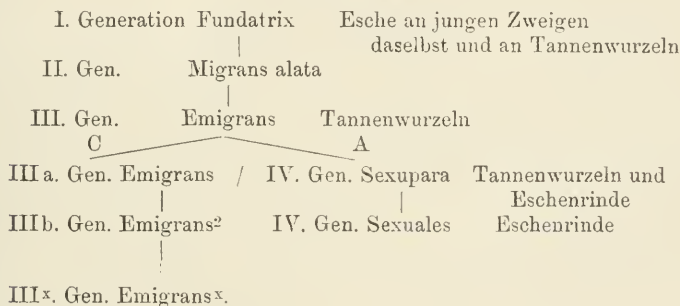 I. Generation Fundatrix Esche an jungen Zweigen
daselbst und an Tannenwurzeln
II. Gen. Migrans alata
III. Gen. Emigrans Tannenwurzeln
C A
III a. Gen. Emigrans / IV. Gen. Sexupara Tannenwurzeln und
Eschenrinde
III b. Gen. Emigrans² IV. Gen. Sexuales Eschenrinde
IIIˣ. Gen. Emigransˣ.